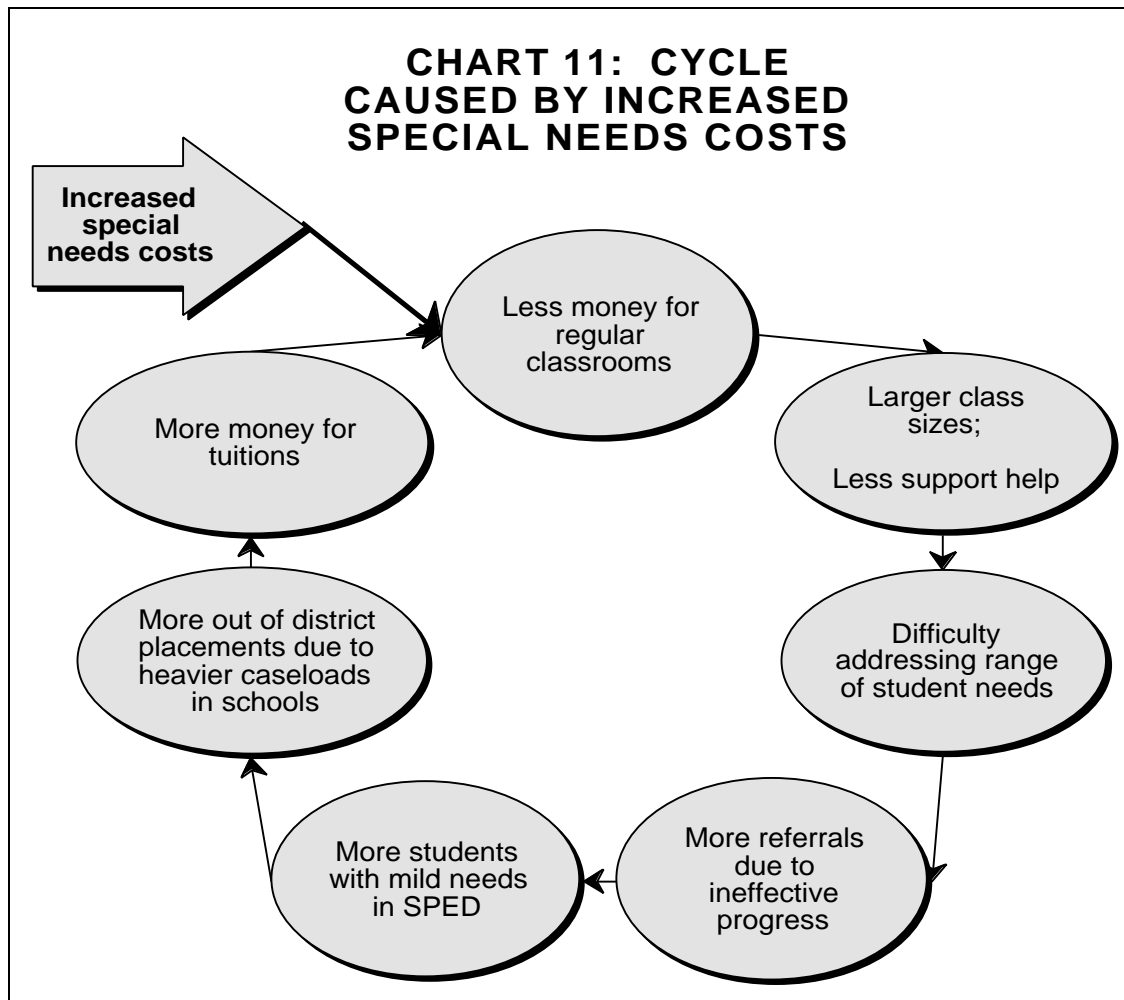 CHART 11: CYCLE
CAUSED BY INCREASED
SPECIAL NEEDS COSTS
Increased
special
needs costs
Less money for
regular
classrooms
Larger class
sizes;
Less support help
Difficulty
addressing range
of student needs
More referrals
due to
ineffective
progress
More students
with mild needs
in SPED
More out of district
placements due to
heavier caseloads
in schools
More money for
tuitions